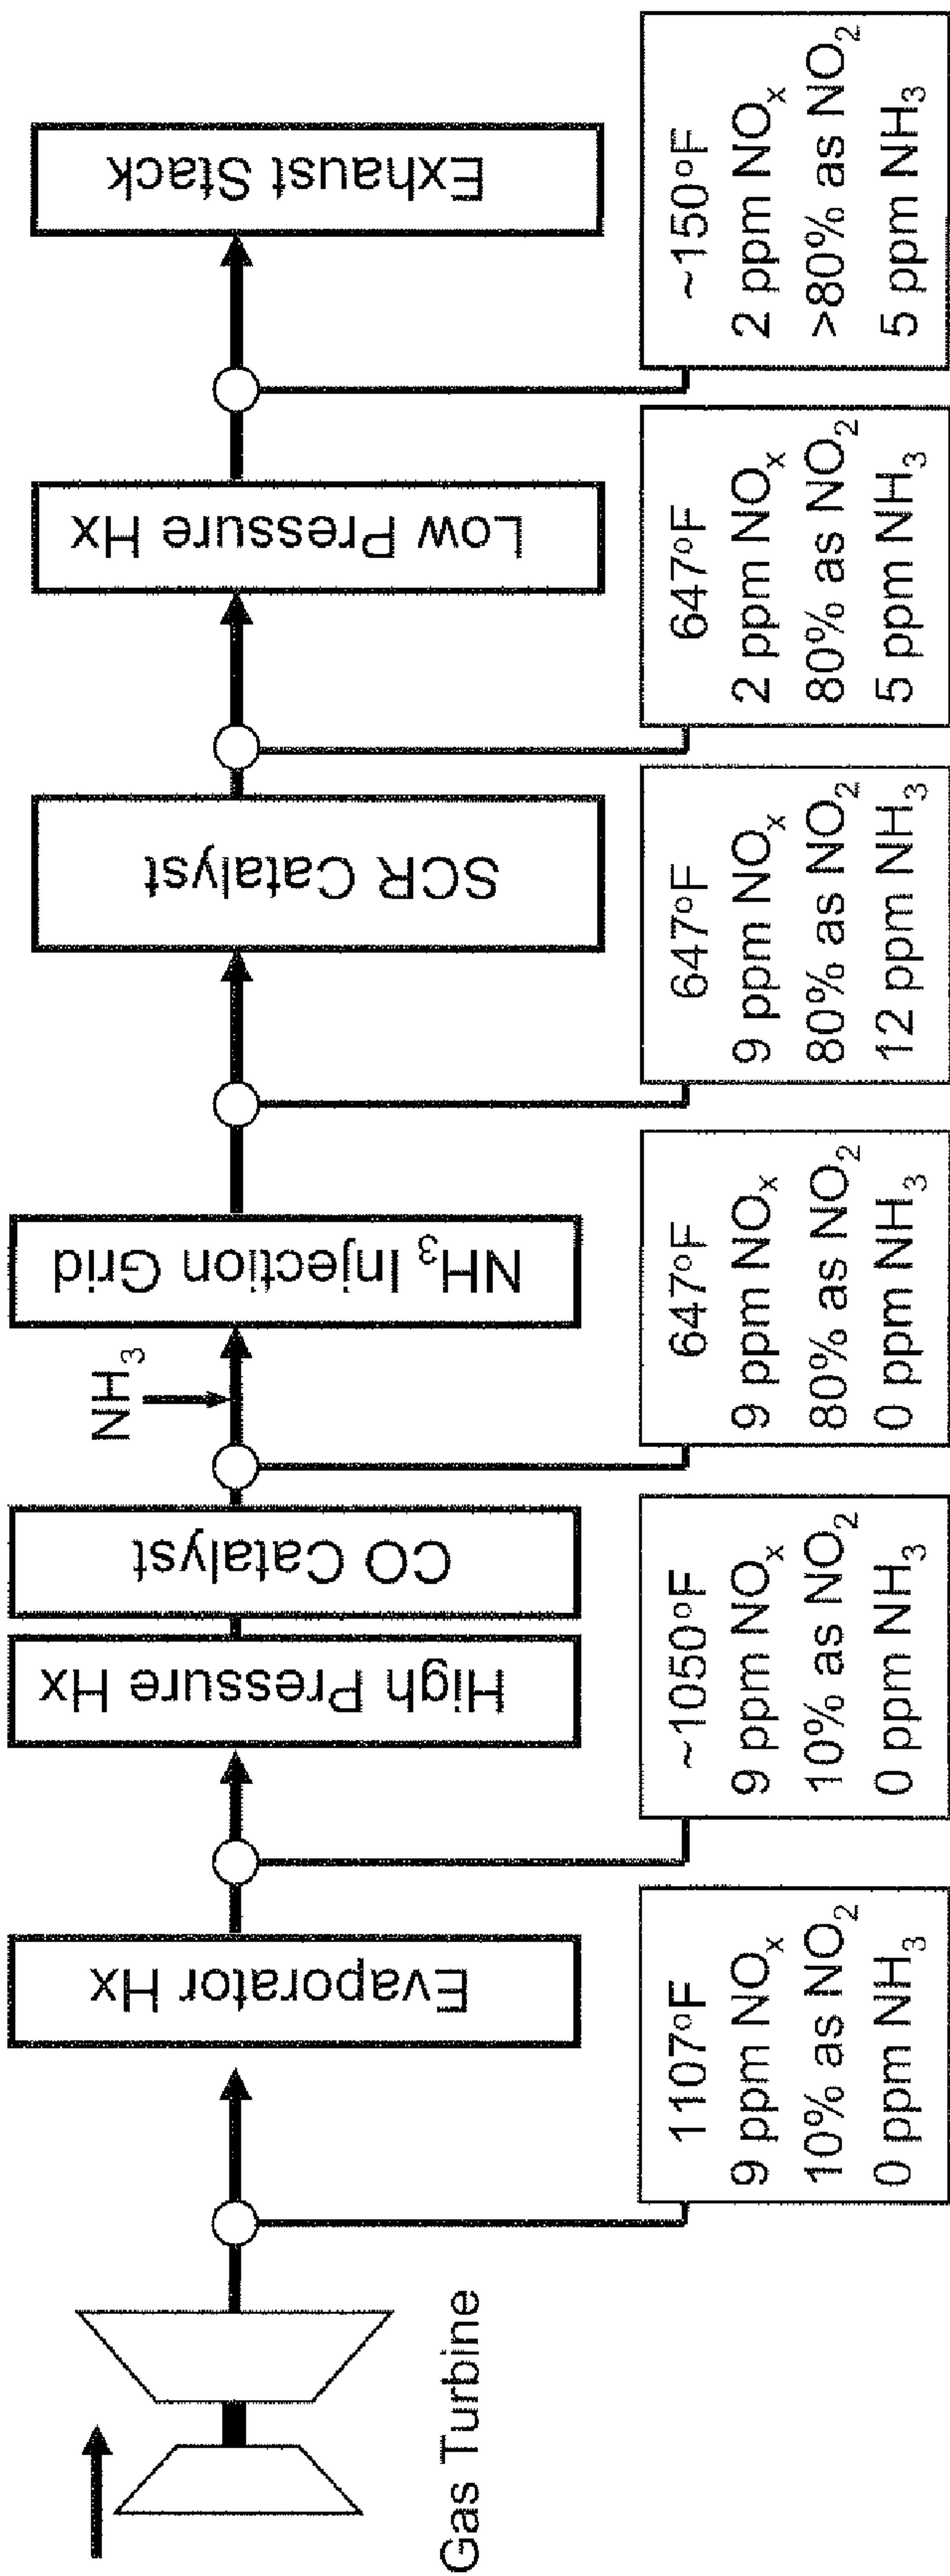 Gas Turbine
Evaporator Hx
High Pressure Hx
CO Catalyst
NH₃
NH₃ Injection Grid
SCR Catalyst
Low Pressure Hx
Exhaust Stack
1107°F
9 ppm NOₓ
10% as NO₂
0 ppm NH₃
~1050°F
9 ppm NOₓ
10% as NO₂
0 ppm NH₃
647°F
9 ppm NOₓ
80% as NO₂
0 ppm NH₃
647°F
9 ppm NOₓ
80% as NO₂
12 ppm NH₃
647°F
2 ppm NOₓ
80% as NO₂
5 ppm NH₃
~150°F
2 ppm NOₓ
>80% as NO₂
5 ppm NH₃